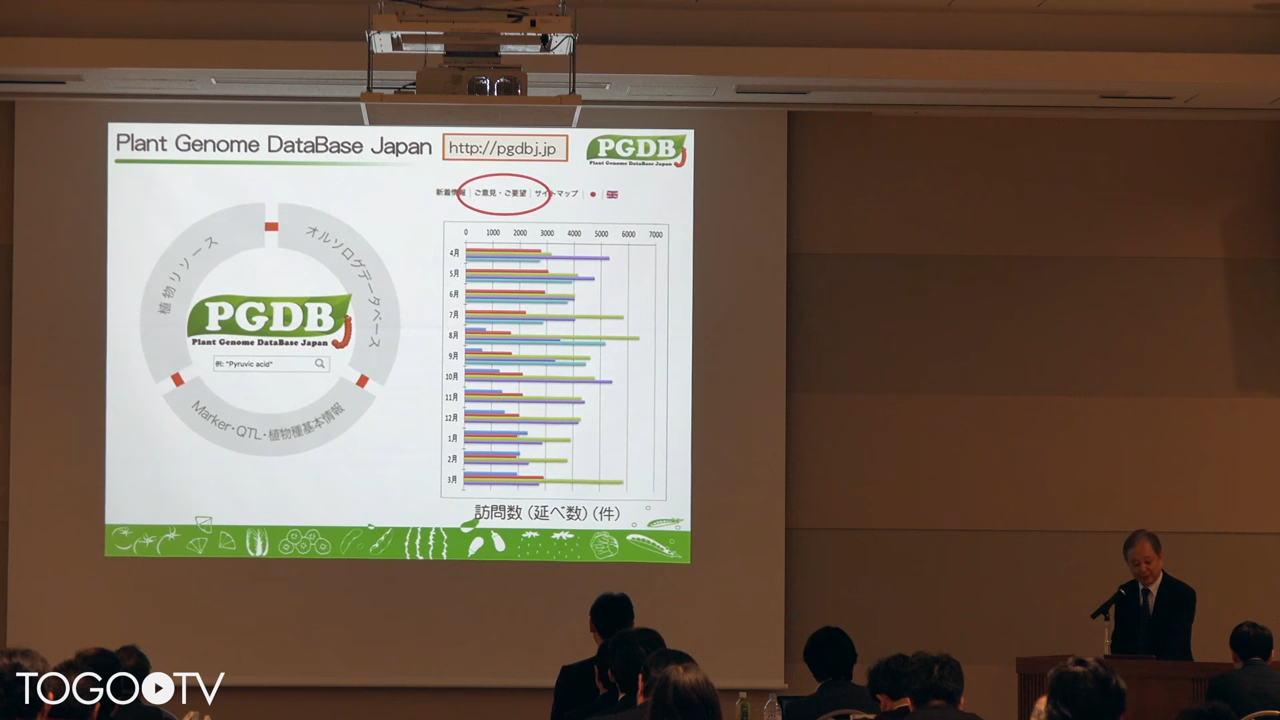 Plant Genome DataBase Japan
http://pgdbj.jp
PGDBJ
Plant Genome DataBase Japan
新着情報 | ご意見・ご要望 | サイトマップ
植物リソース
オルソログデータベース
Marker・QTL・植物種基本情報
PGDBJ
Plant Genome DataBase Japan
例: "Pyruvic acid"
0 1000 2000 3000 4000 5000 6000 7000
4月
5月
6月
7月
8月
9月
10月
11月
12月
1月
2月
3月
訪問数(延べ数)(件)
TOGOTV